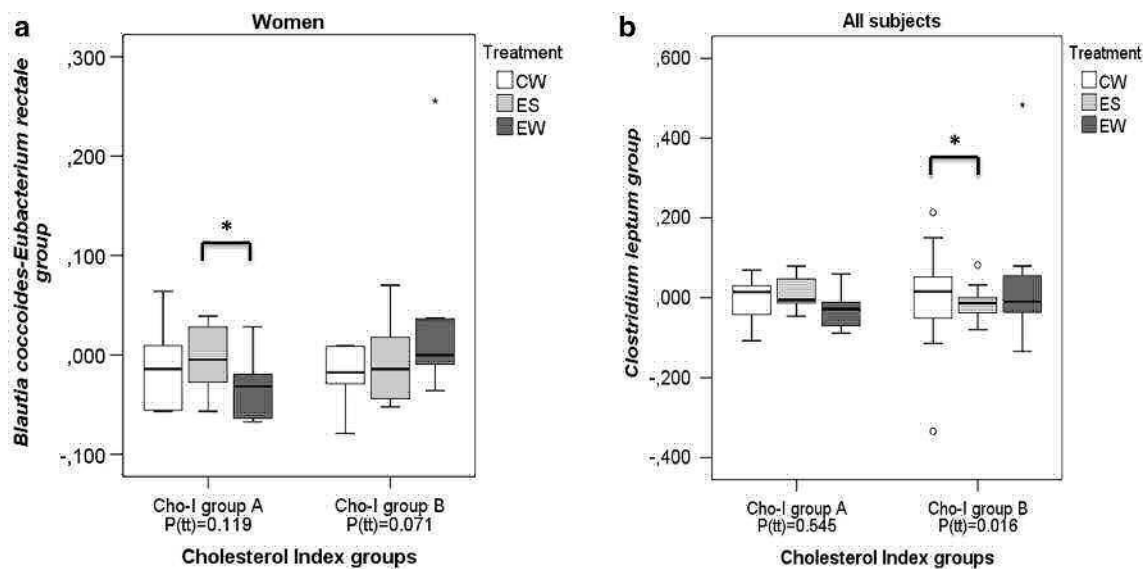 a
Women
,300
,200
,100
,000
-,100
Blautia coccoides-Eubacterium rectale
group
Treatment
CW
ES
EW
*
*
Cho-I group A
P(tt)=0.119
Cho-I group B
P(tt)=0.071
Cholesterol Index groups
b
All subjects
,600
,400
,200
,000
-,200
-,400
Clostridium leptum group
Treatment
CW
ES
EW
*
*
Cho-I group A
P(tt)=0.545
Cho-I group B
P(tt)=0.016
Cholesterol Index groups